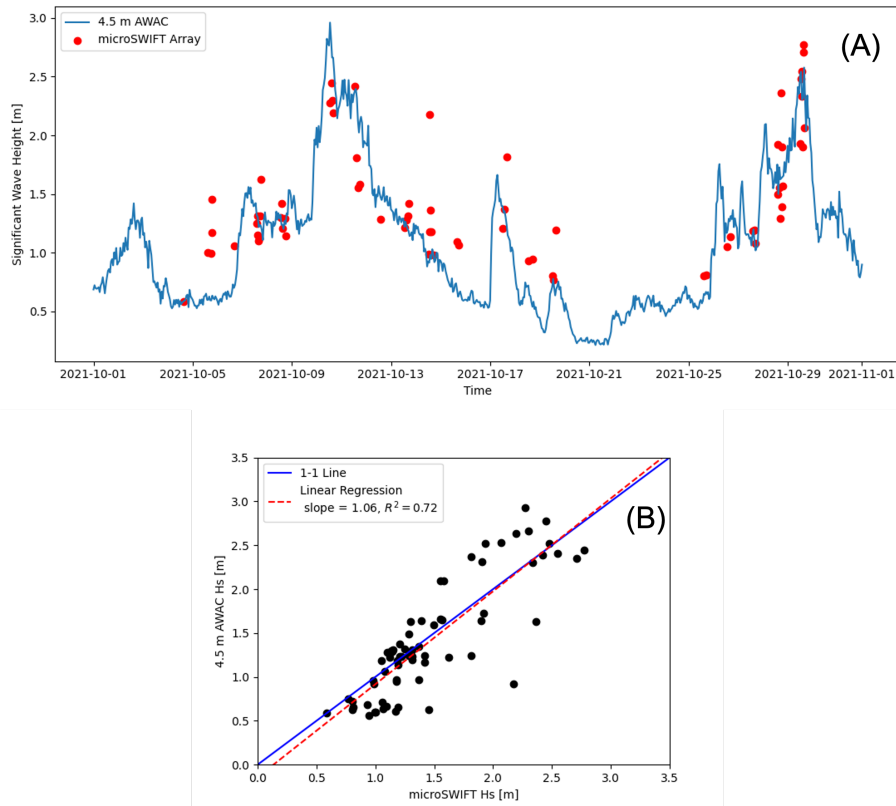 (A)
4.5 m AWAC
microSWIFT Array
Significant Wave Height [m]
3.0
2.5
2.0
1.5
1.0
0.5
2021-10-01 2021-10-05 2021-10-09 2021-10-13 2021-10-17 2021-10-21 2021-10-25 2021-10-29 2021-11-01
Time
(B)
1-1 Line
Linear Regression
slope = 1.06, R² = 0.72
4.5 m AWAC Hs [m]
3.5
3.0
2.5
2.0
1.5
1.0
0.5
0.0
0.0 0.5 1.0 1.5 2.0 2.5 3.0 3.5
microSWIFT Hs [m]